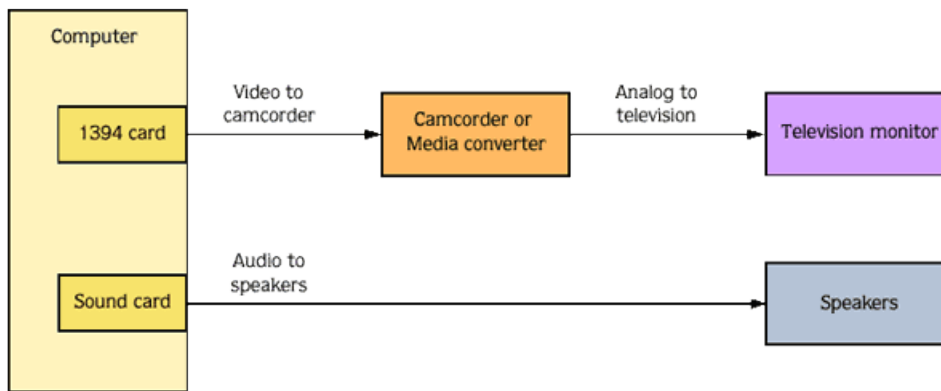 Computer
1394 card
Video to
camcorder
Camcorder or
Media converter
Analog to
television
Television monitor
Sound card
Audio to
speakers
Speakers